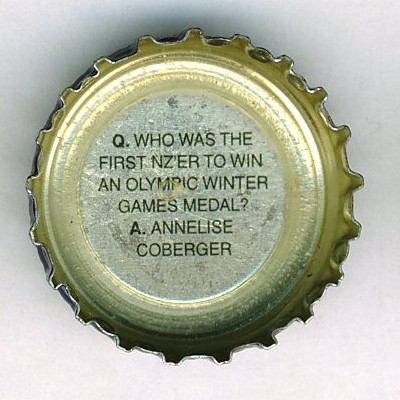 Q. WHO WAS THE
FIRST NZ'ER TO WIN
AN OLYMPIC WINTER
GAMES MEDAL?
A. ANNELISE
COBERGER